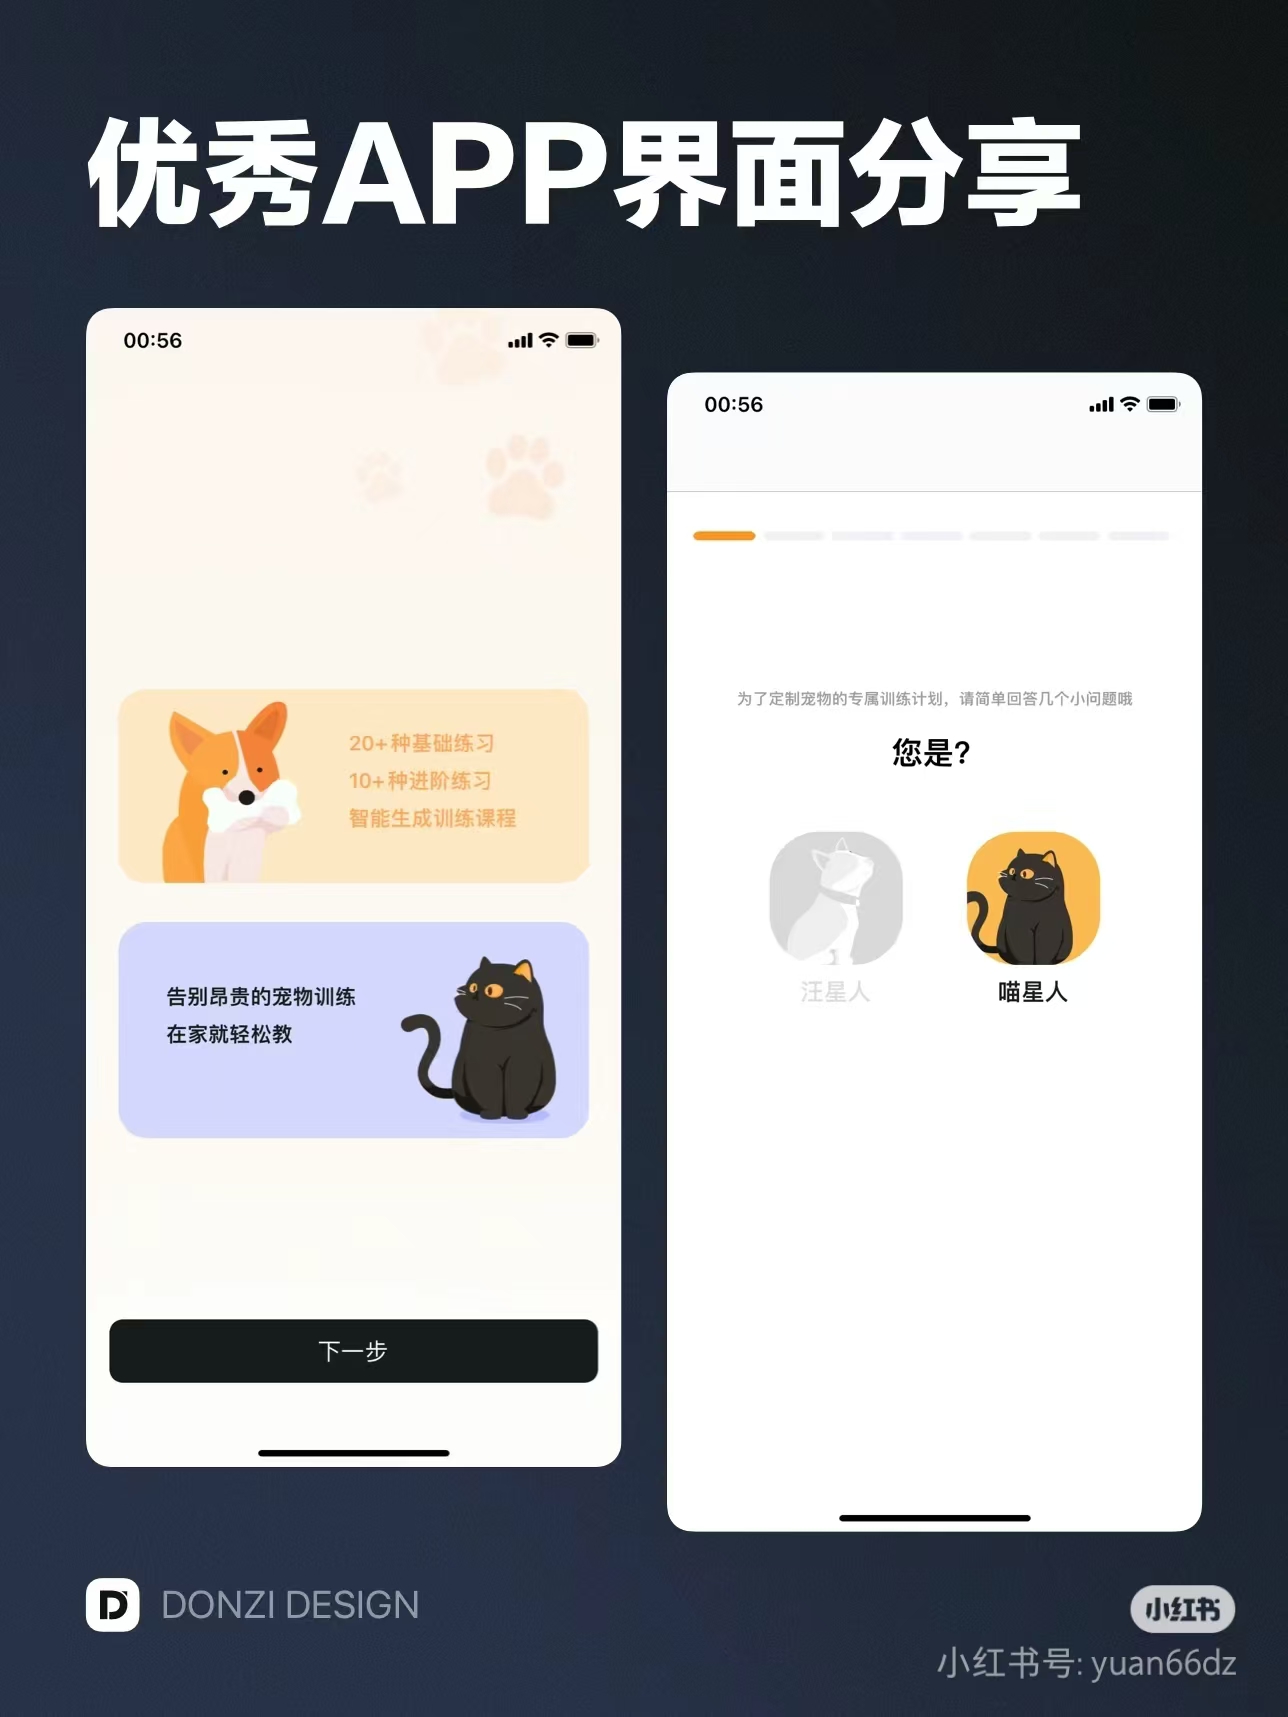 优秀APP界面分享
00:56
20+种基础练习
10+种进阶练习
智能生成训练课程
告别昂贵的宠物训练
在家就轻松教
下一步
00:56
为了定制宠物的专属训练计划，请简单回答几个小问题哦
您是?
汪星人
喵星人
D DONZI DESIGN
小红书
小红书号: yuan66dz